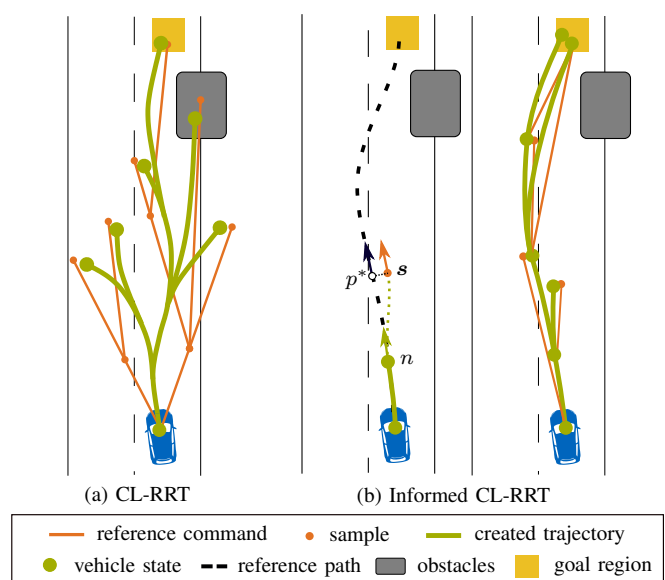 p* s
n
(a) CL-RRT (b) Informed CL-RRT
reference command sample created trajectory
vehicle state reference path obstacles goal region